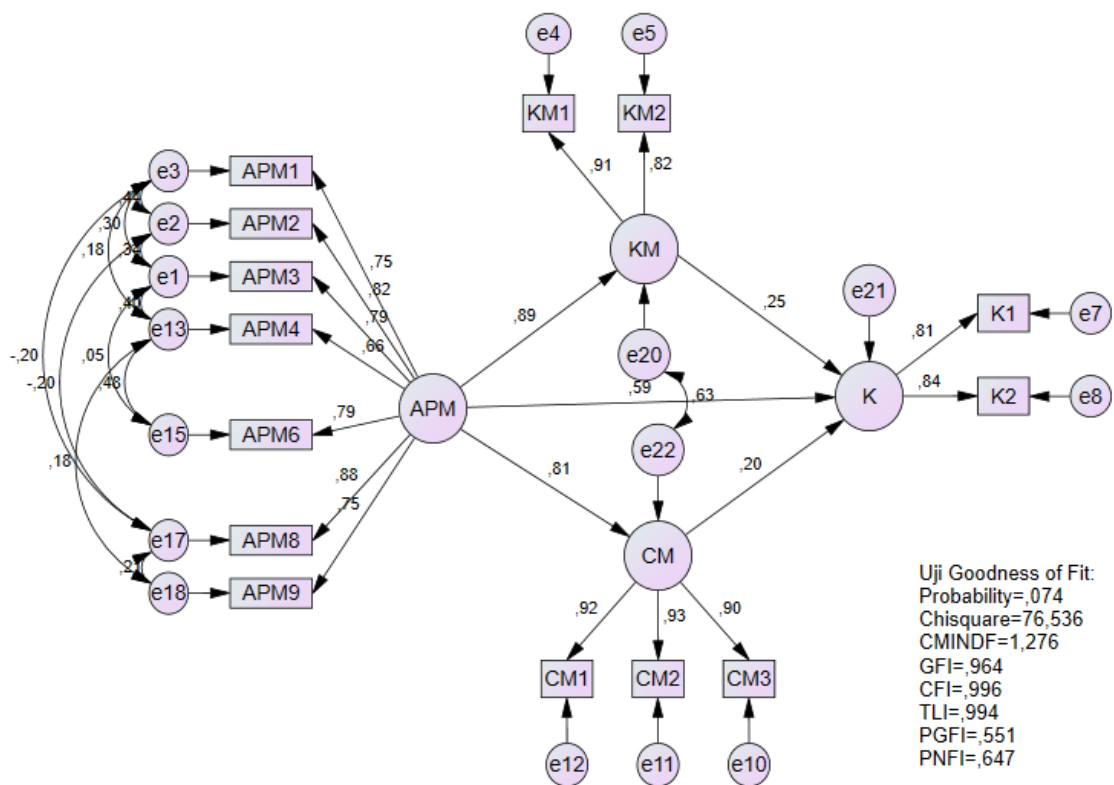 e4
e5
KM1
KM2
,91
,82
e3
APM1
,44
e2
APM2
,30
,18
,34
e1
APM3
,75
,82
,79
KM
e21
,25
K1
e7
e13
APM4
,40
,66
,89
,81
e20
-,20
,05
-,20
,48
APM
,59
,63
K
,84
K2
e8
e15
APM6
,79
e22
,18
,88
,81
,20
,75
e17
APM8
CM
,21
e18
APM9
,92
,93
,90
CM1
CM2
CM3
e12
e11
e10
Uji Goodness of Fit:
Probability=,074
Chisquare=76,536
CMINDF=1,276
GFI=,964
CFI=,996
TLI=,994
PGFI=,551
PNFI=,647